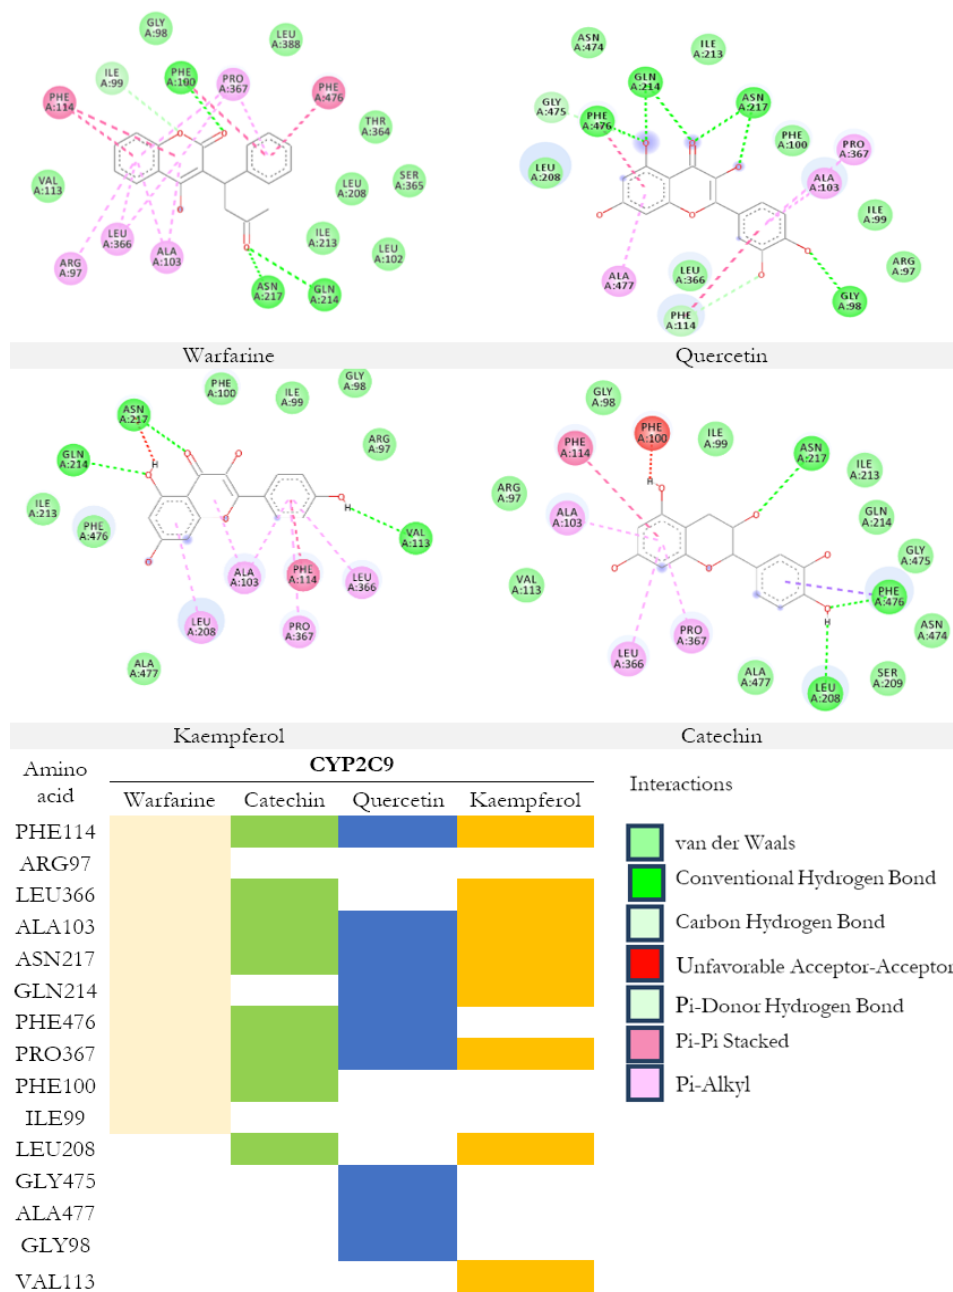 GLY
A:98
LEU
A:388
ILE
A:99
PHE
A:100
PRO
A:367
PHE
A:114
PHE
A:476
THR
A:364
VAL
A:113
LEU
A:208
SER
A:365
LEU
A:366
ILE
A:213
LEU
A:102
ARG
A:97
ALA
A:103
ASN
A:217
GLN
A:214
O
O
O
O
ASN
A:474
ILE
A:213
GLN
A:214
GLY
A:475
PHE
A:476
ASN
A:217
PHE
A:100
PRO
A:367
LEU
A:208
ALA
A:103
ILE
A:99
LEU
A:366
ARG
A:97
ALA
A:477
GLY
A:98
PHE
A:114
O
O
O
O
O
O
O
Warfarine Quercetin
PHE
A:100
ILE
A:99
GLY
A:98
ASN
A:217
ARG
A:97
GLN
A:214
ILE
A:213
PHE
A:476
VAL
A:113
ALA
A:103
PHE
A:114
LEU
A:366
LEU
A:208
PRO
A:367
ALA
A:477
H
O
O
O
O
O
O
H
GLY
A:98
PHE
A:100
PHE
A:114
ILE
A:99
ASN
A:217
ARG
A:97
ALA
A:103
ILE
A:213
GLN
A:214
GLY
A:475
VAL
A:113
PHE
A:476
LEU
A:366
PRO
A:367
ASN
A:474
ALA
A:477
LEU
A:208
SER
A:209
H
O
O
O
O
O
O
H
Kaempferol Catechin
Amino
acid
CYP2C9
Warfarine Catechin Quercetin Kaempferol
PHE114
ARG97
LEU366
ALA103
ASN217
GLN214
PHE476
PRO367
PHE100
ILE99
LEU208
GLY475
ALA477
GLY98
VAL113
Interactions
van der Waals
Conventional Hydrogen Bond
Carbon Hydrogen Bond
Unfavorable Acceptor-Acceptor
Pi-Donor Hydrogen Bond
Pi-Pi Stacked
Pi-Alkyl